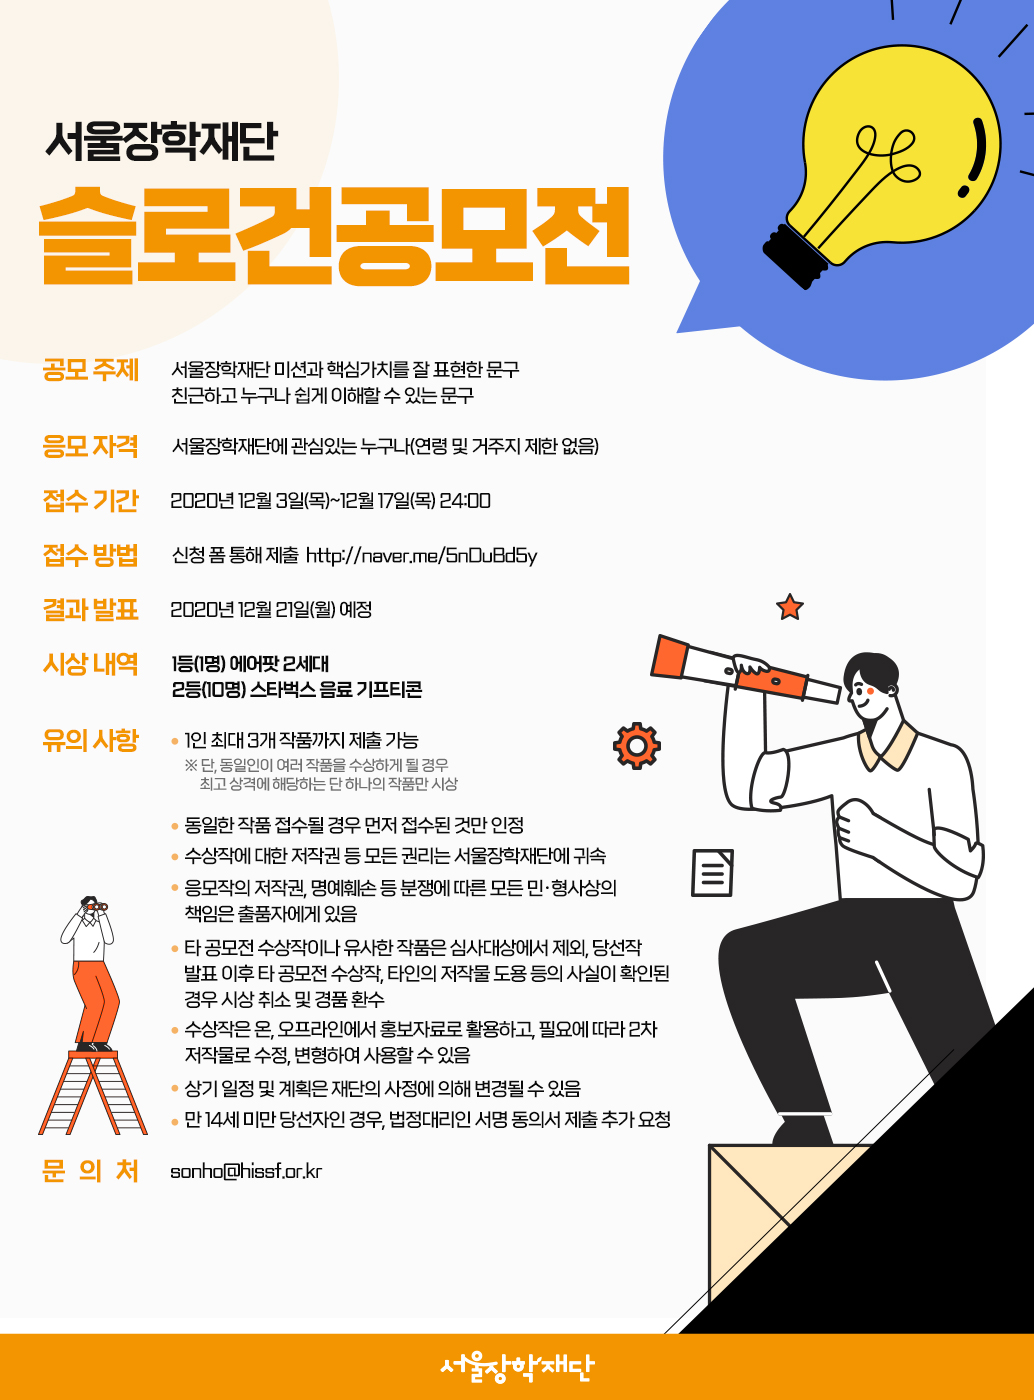 서울장학재단
슬로건공모전
공모 주제
서울장학재단 미션과 핵심가치를 잘 표현한 문구
친근하고 누구나 쉽게 이해할 수 있는 문구
응모 자격
서울장학재단에 관심있는 누구나(연령 및 거주지 제한 없음)
접수 기간
2020년 12월 3일(목)~12월 17일(목) 24:00
접수 방법
신청 폼 통해 제출 http://naver.me/5nDuBd5y
결과 발표
2020년 12월 21일(월) 예정
시상 내역
1등(1명) 에어팟 2세대
2등(10명) 스타벅스 음료 기프티콘
유의 사항
• 1인 최대 3개 작품까지 제출 가능
※ 단, 동일인이 여러 작품을 수상하게 될 경우
최고 상격에 해당하는 단 하나의 작품만 시상
• 동일한 작품 접수될 경우 먼저 접수된 것만 인정
• 수상작에 대한 저작권 등 모든 권리는 서울장학재단에 귀속
• 응모작의 저작권, 명예훼손 등 분쟁에 따른 모든 민·형사상의
책임은 출품자에게 있음
• 타 공모전 수상작이나 유사한 작품은 심사대상에서 제외, 당선작
발표 이후 타 공모전 수상작, 타인의 저작물 도용 등의 사실이 확인된
경우 시상 취소 및 경품 환수
• 수상작은 온, 오프라인에서 홍보자료로 활용하고, 필요에 따라 2차
저작물로 수정, 변형하여 사용할 수 있음
• 상기 일정 및 계획은 재단의 사정에 의해 변경될 수 있음
• 만 14세 미만 당선자인 경우, 법정대리인 서명 동의서 제출 추가 요청
문 의 처
sonho@hissf.or.kr
서울장학재단